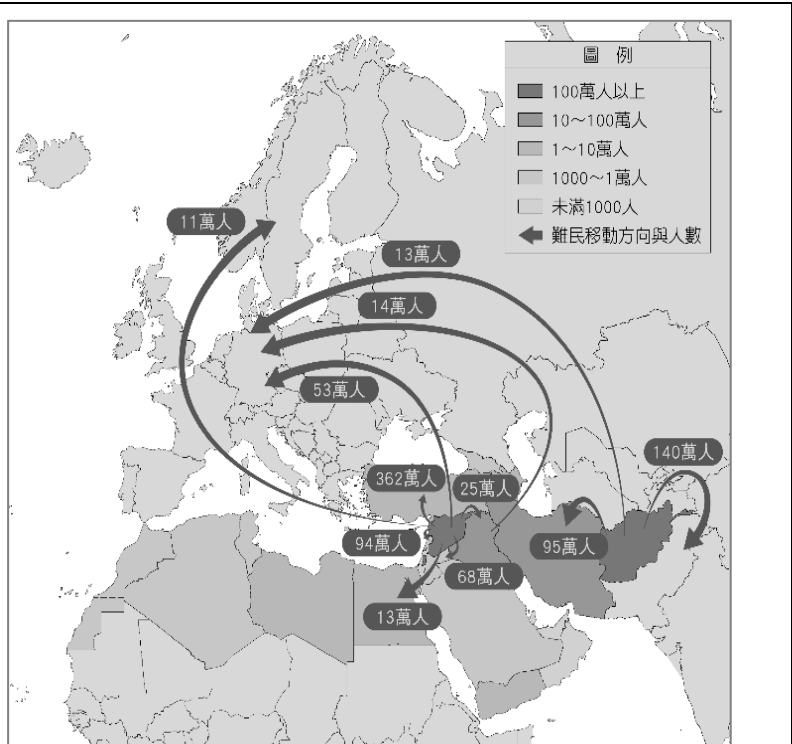 圖 例
100萬人以上
10～100萬人
1～10萬人
1000～1萬人
未滿1000人
難民移動方向與人數
11萬人
13萬人
14萬人
53萬人
362萬人
25萬人
140萬人
94萬人
95萬人
68萬人
13萬人